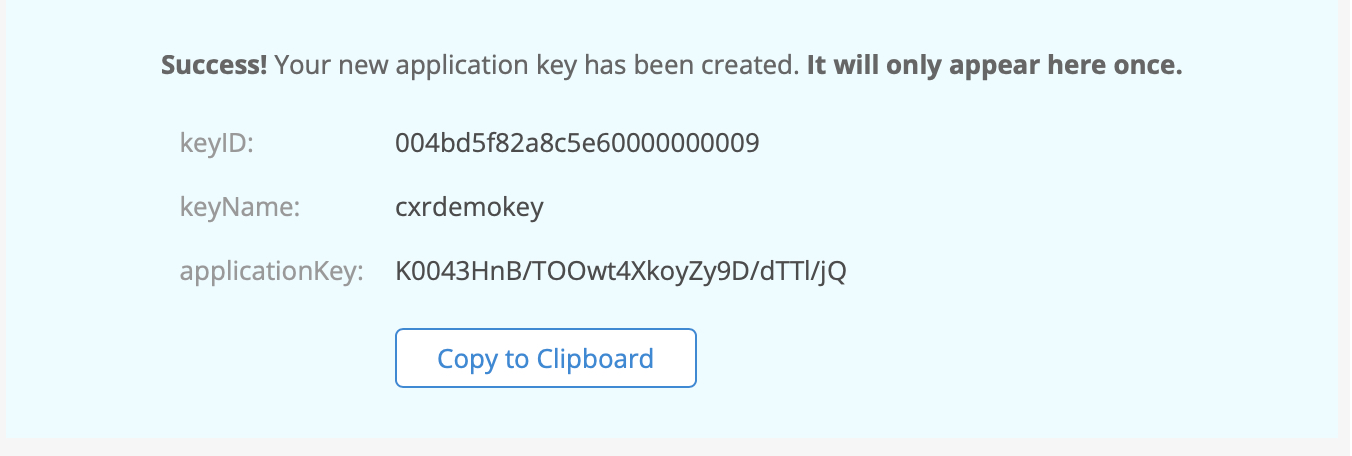 Success! Your new application key has been created. It will only appear here once.
keyID: 004bd5f82a8c5e60000000009
keyName: cxrdemokey
applicationKey: K0043HnB/TOOwt4XkoyZy9D/dTTl/jQ
Copy to Clipboard